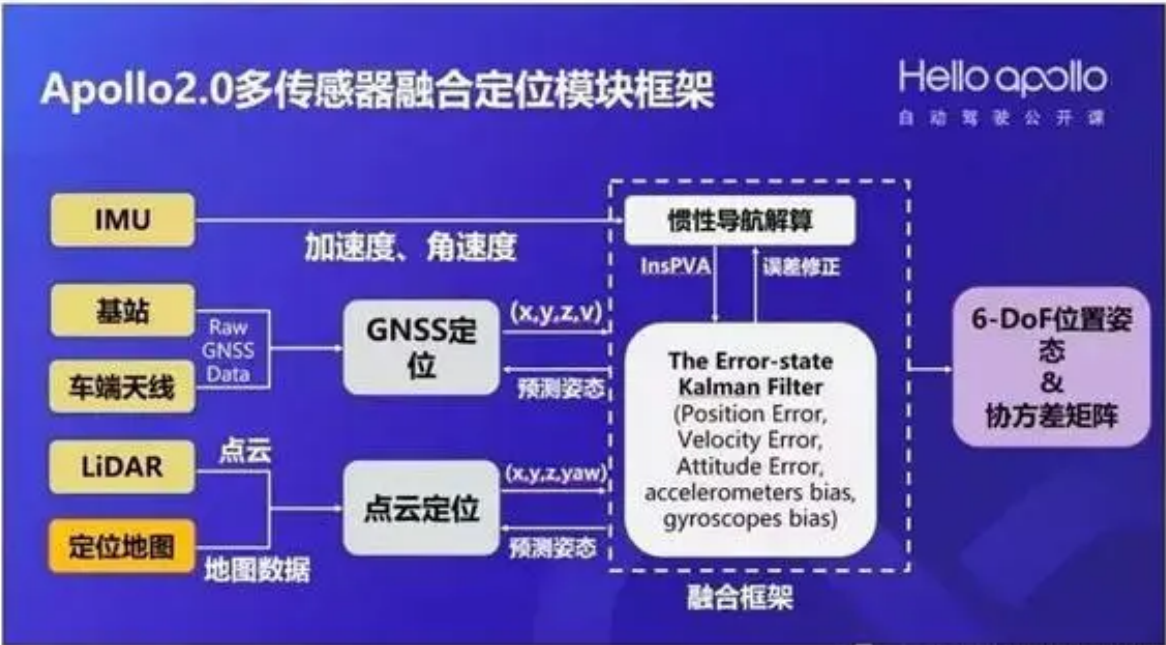 Apollo2.0多传感器融合定位模块框架
Hello apollo
自动驾驶公开课
IMU
加速度、角速度
惯性导航解算
InsPVA
误差修正
基站
车端天线
Raw
GNSS
Data
GNSS定
位
(x,y,z,v)
预测姿态
LiDAR
点云
定位地图
地图数据
点云定位
(x,y,z,yaw)
预测姿态
The Error-state
Kalman Filter
(Position Error,
Velocity Error,
Attitude Error,
accelerometers bias,
gyroscopes bias)
融合框架
6-DoF位置姿
态
&
协方差矩阵